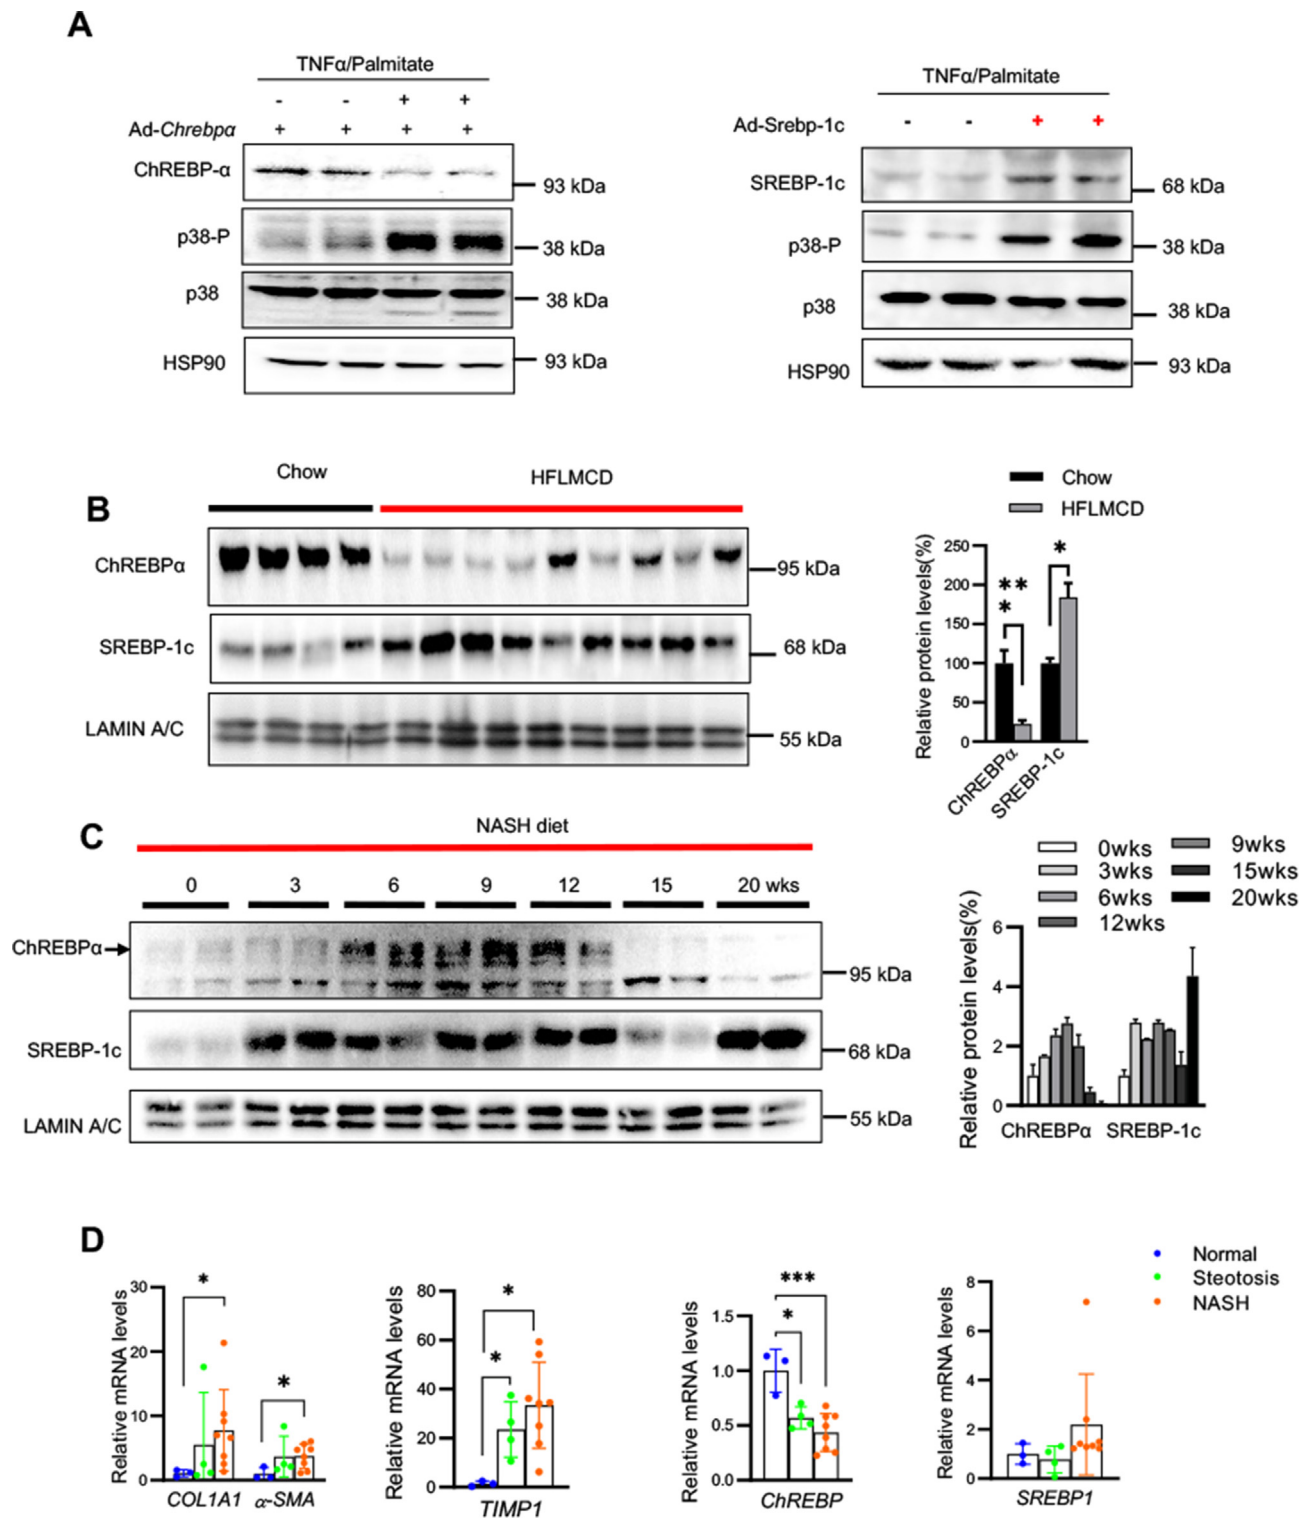 A
TNFα/Palmitate
- - + +
Ad-Chrebpα + + + +
ChREBP-α
93 kDa
p38-P
38 kDa
p38
38 kDa
HSP90
93 kDa
TNFα/Palmitate
Ad-Srebp-1c - - + +
SREBP-1c
68 kDa
p38-P
38 kDa
p38
38 kDa
HSP90
93 kDa
B
Chow HFLMCD
ChREBPα
95 kDa
SREBP-1c
68 kDa
LAMIN A/C
55 kDa
Chow
HFLMCD
Relative protein levels(%)
250
200
150
100
50
0
**
*
*
ChREBPα
SREBP-1c
C
NASH diet
0 3 6 9 12 15 20 wks
ChREBPα
95 kDa
SREBP-1c
68 kDa
LAMIN A/C
55 kDa
0wks 9wks
3wks 15wks
6wks 20wks
12wks
Relative protein levels(%)
6
4
2
0
ChREBPα SREBP-1c
D
Relative mRNA levels
30
20
10
0
*
*
COL1A1 α-SMA
Relative mRNA levels
80
60
40
20
0
*
*
TIMP1
Relative mRNA levels
1.5
1.0
0.5
0.0
***
*
ChREBP
Relative mRNA levels
8
6
4
2
0
SREBP1
Normal
Steotosis
NASH